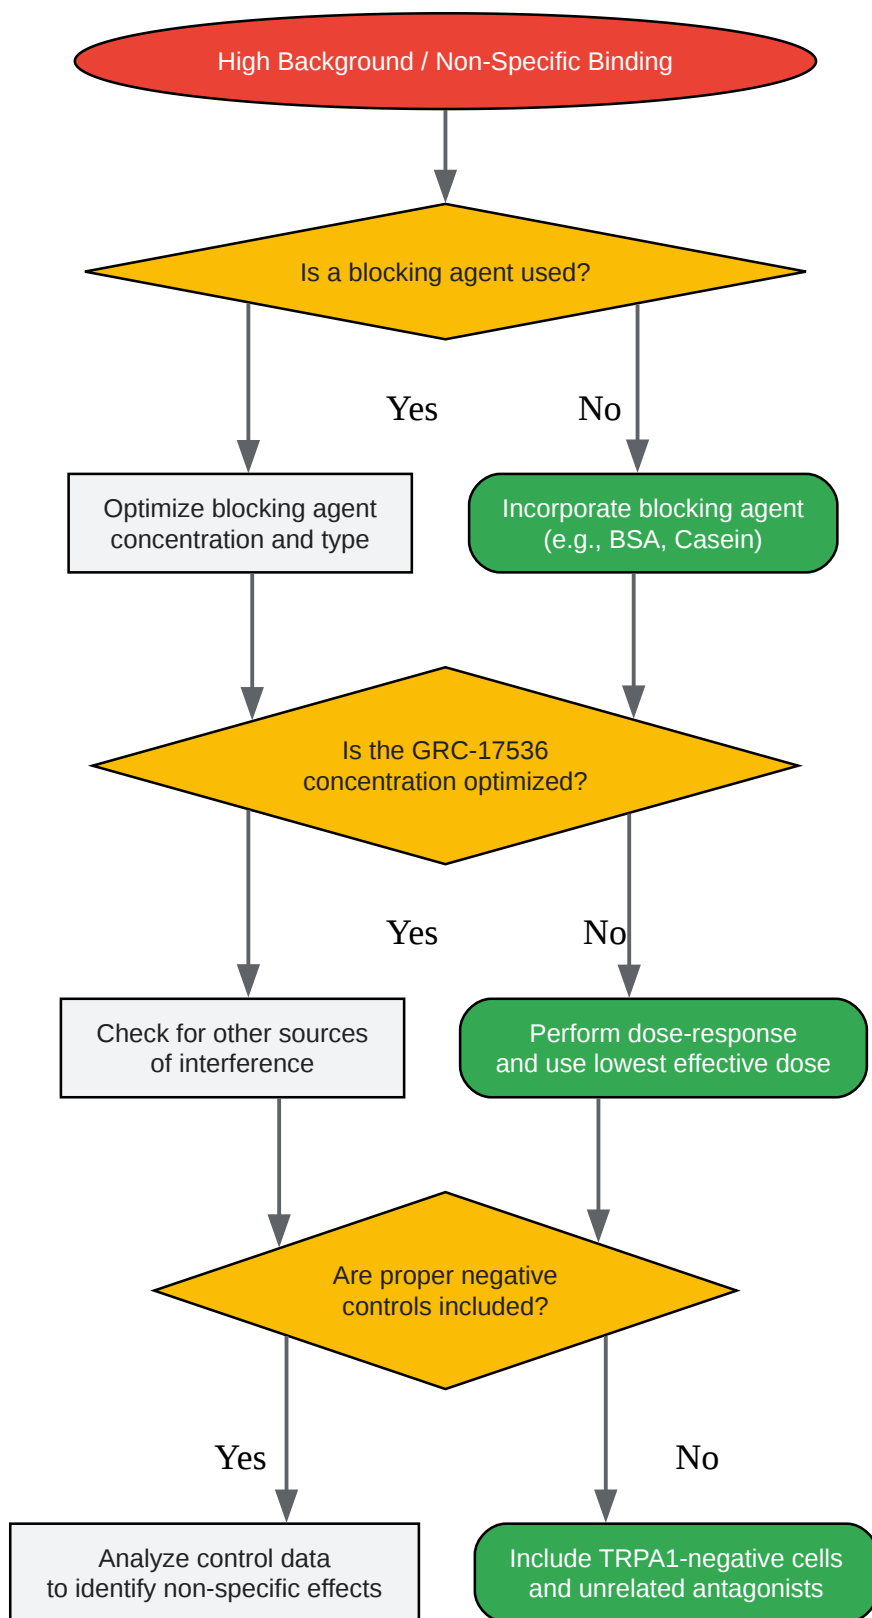 High Background / Non-Specific Binding
Is a blocking agent used?
Yes
No
Optimize blocking agent
concentration and type
Incorporate blocking agent
(e.g., BSA, Casein)
Is the GRC-17536
concentration optimized?
Yes
No
Check for other sources
of interference
Perform dose-response
and use lowest effective dose
Are proper negative
controls included?
Yes
No
Analyze control data
to identify non-specific effects
Include TRPA1-negative cells
and unrelated antagonists